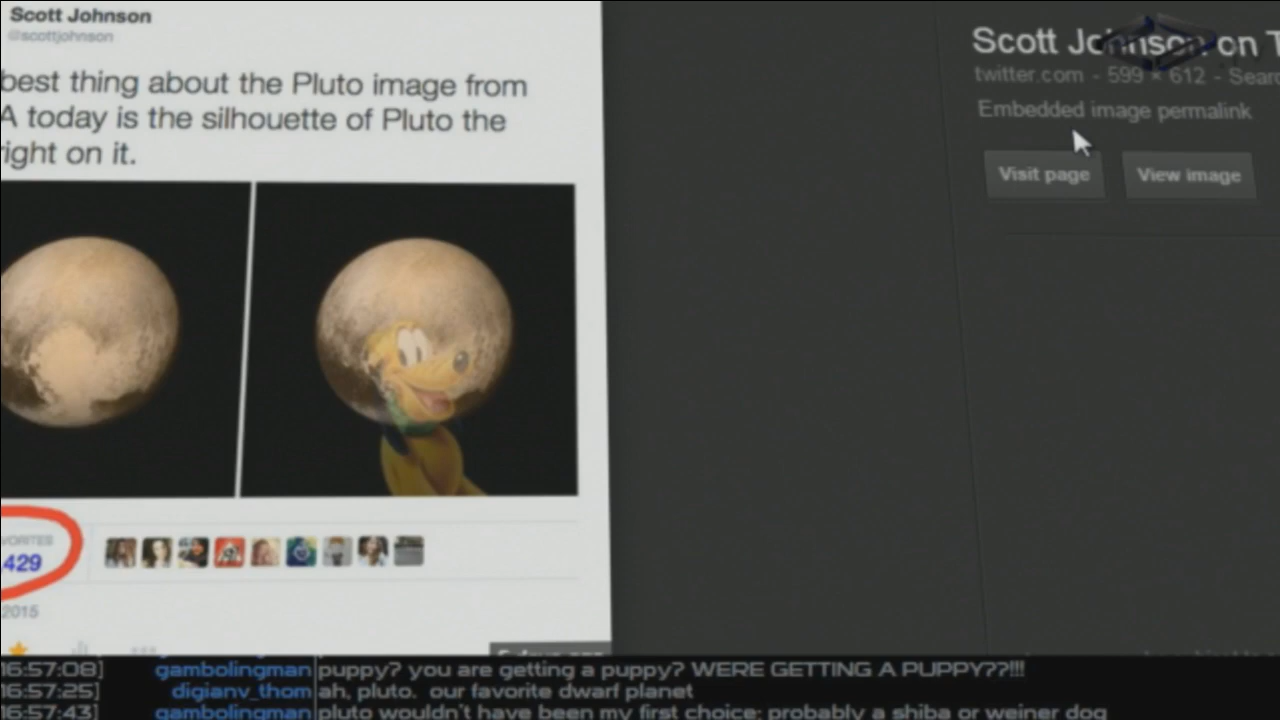 Scott Johnson
@scottjohnson
best thing about the Pluto image from
A today is the silhouette of Pluto the
right on it.
VORITES
,429
2015
Scott Johnson on T
twitter.com - 599 × 612 - Sear
Embedded image permalink
Visit page
View image
16:57:08] gambolingman puppy? you are getting a puppy? WERE GETTING A PUPPY??!!!
16:57:25] digianv_thom ah, pluto. our favorite dwarf planet
16:57:43] gambolingman pluto wouldn't have been my first choice; probably a shiba or weiner dog